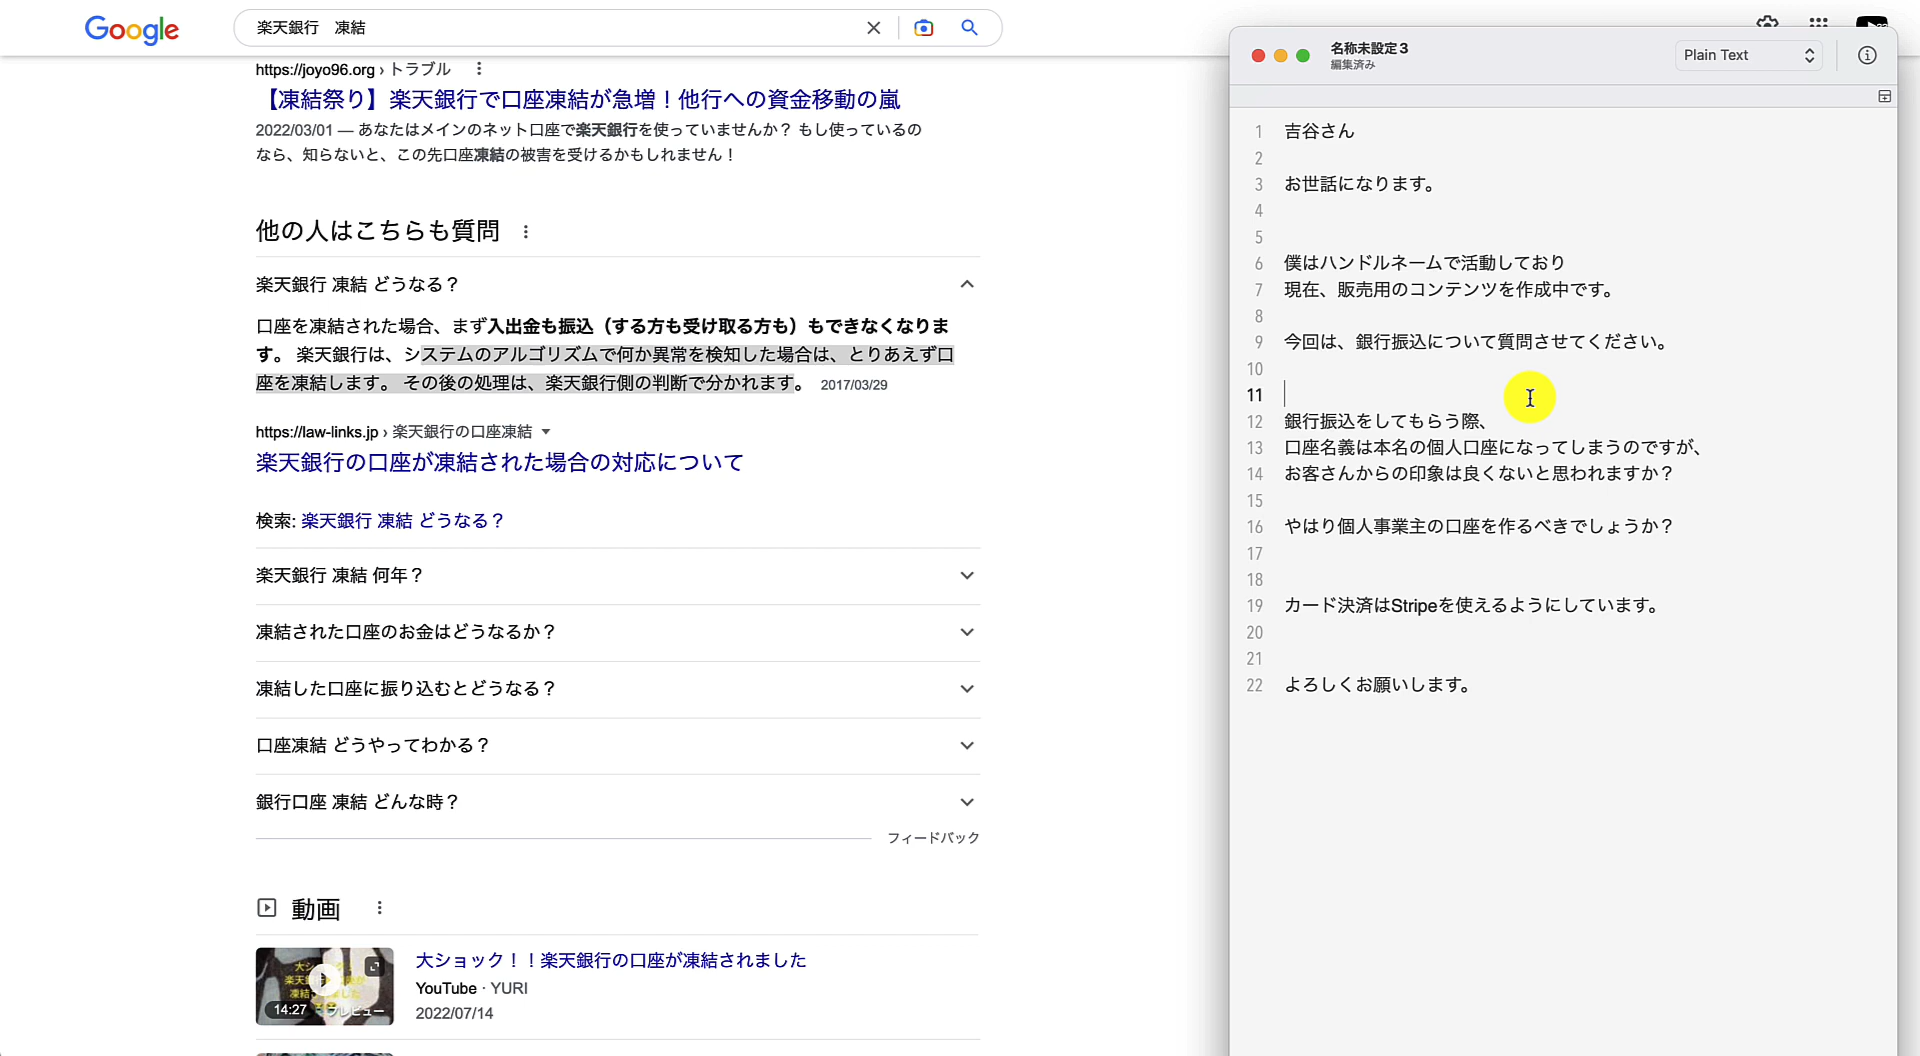 Google
楽天銀行　凍結
https://joyo96.org › トラブル
【凍結祭り】楽天銀行で口座凍結が急増！他行への資金移動の嵐
2022/03/01 — あなたはメインのネット口座で楽天銀行を使っていませんか？ もし使っているの
なら、知らないと、この先口座凍結の被害を受けるかもしれません！
他の人はこちらも質問
楽天銀行 凍結 どうなる？
口座を凍結された場合、まず入出金も振込（する方も受け取る方も）もできなくなりま
す。 楽天銀行は、システムのアルゴリズムで何か異常を検知した場合は、とりあえず口
座を凍結します。 その後の処理は、楽天銀行側の判断で分かれます。 2017/03/29
https://law-links.jp › 楽天銀行の口座凍結
楽天銀行の口座が凍結された場合の対応について
検索: 楽天銀行 凍結 どうなる？
楽天銀行 凍結 何年？
凍結された口座のお金はどうなるか？
凍結した口座に振り込むとどうなる？
口座凍結 どうやってわかる？
銀行口座 凍結 どんな時？
フィードバック
動画
14:27
プレビュー
大ショック！！楽天銀行の口座が凍結されました
YouTube · YURI
2022/07/14
名称未設定 3
編集済み
Plain Text
1 吉谷さん
2
3 お世話になります。
4
5
6 僕はハンドルネームで活動しており
7 現在、販売用のコンテンツを作成中です。
8
9 今回は、銀行振込について質問させてください。
10
11
12 銀行振込をしてもらう際、
13 口座名義は本名の個人口座になってしまうのですが、
14 お客さんからの印象は良くないと思われますか？
15
16 やはり個人事業主の口座を作るべきでしょうか？
17
18
19 カード決済はStripeを使えるようにしています。
20
21
22 よろしくお願いします。